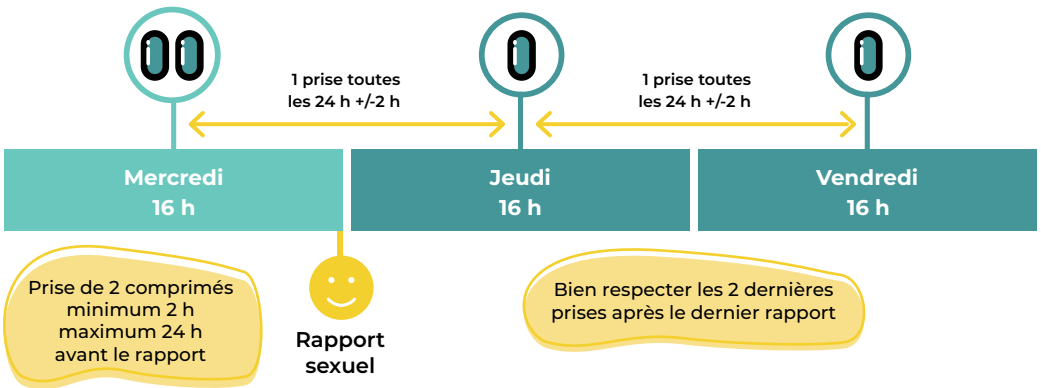 1 prise toutes
les 24 h +/-2 h
1 prise toutes
les 24 h +/-2 h
Mercredi
16 h
Jeudi
16 h
Vendredi
16 h
Prise de 2 comprimés
minimum 2 h
maximum 24 h
avant le rapport
Rapport
sexuel
Bien respecter les 2 dernières
prises après le dernier rapport